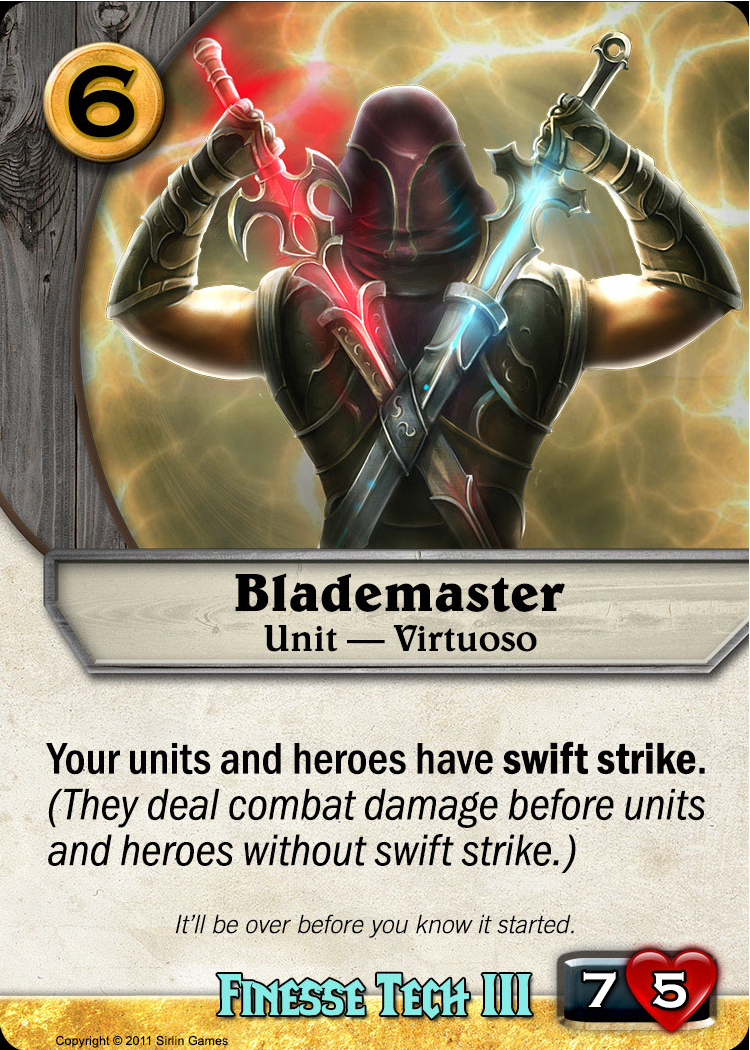 6
Blademaster
Unit — Virtuoso
Your units and heroes have swift strike.
(They deal combat damage before units
and heroes without swift strike.)
It'll be over before you know it started.
Finesse Tech III
7 5
Copyright © 2011 Sirlin Games